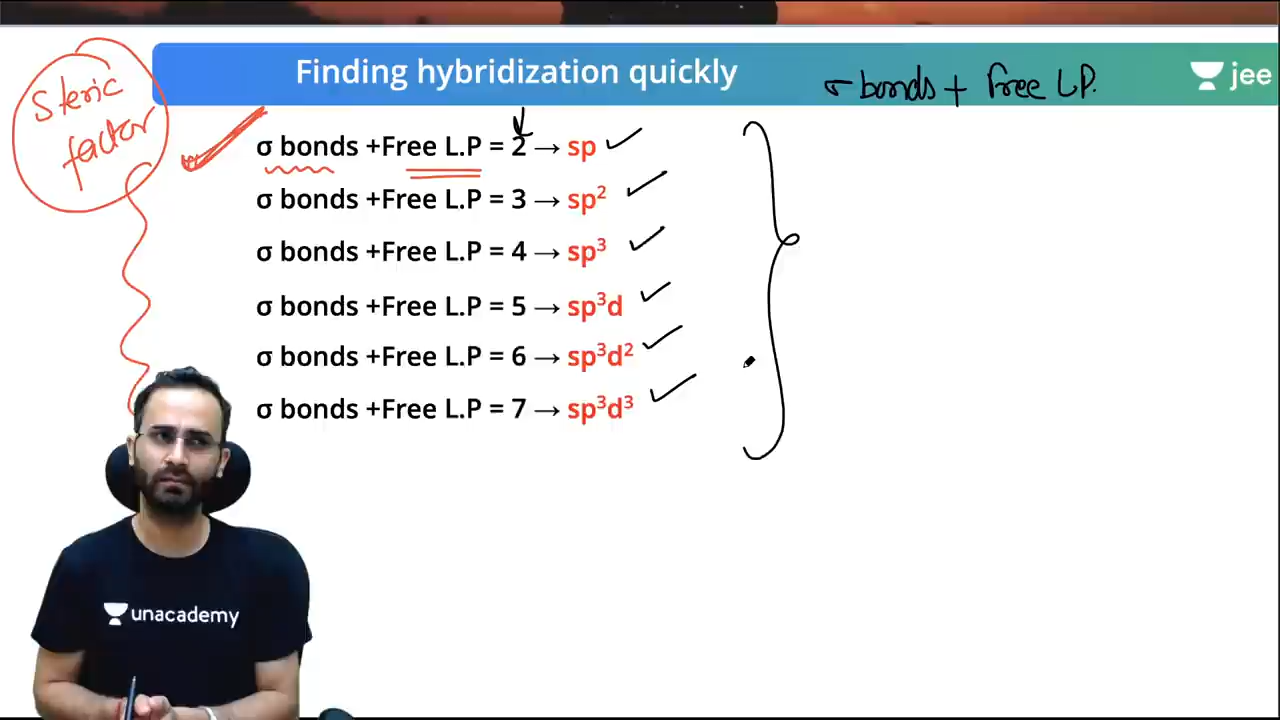 Finding hybridization quickly
σ bonds + Free L.P.
jee
Steric
factor
σ bonds +Free L.P = 2 → sp
σ bonds +Free L.P = 3 → sp²
σ bonds +Free L.P = 4 → sp³
σ bonds +Free L.P = 5 → sp³d
σ bonds +Free L.P = 6 → sp³d²
σ bonds +Free L.P = 7 → sp³d³
unacademy